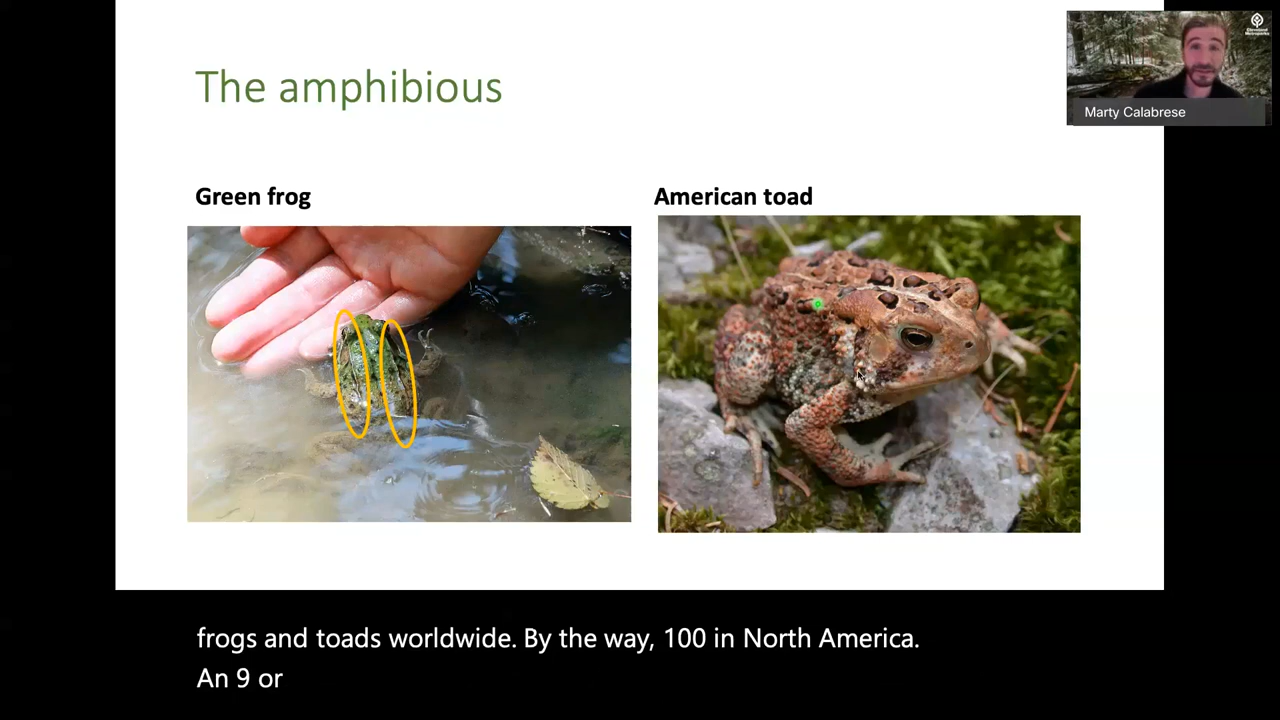 The amphibious
Marty Calabrese
Green frog
American toad
frogs and toads worldwide. By the way, 100 in North America.
An 9 or